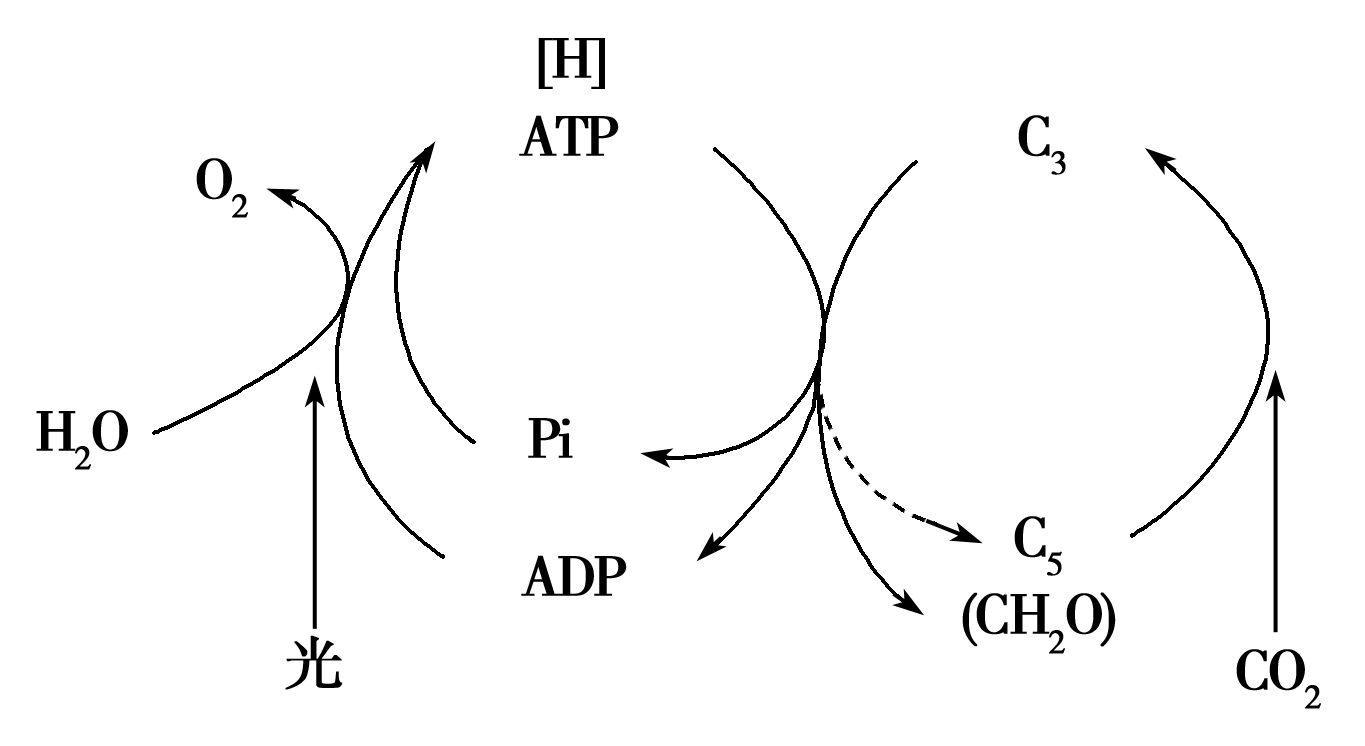 [H]
ATP
C₃
O₂
H₂O
Pi
C₅
ADP
(CH₂O)
光
CO₂